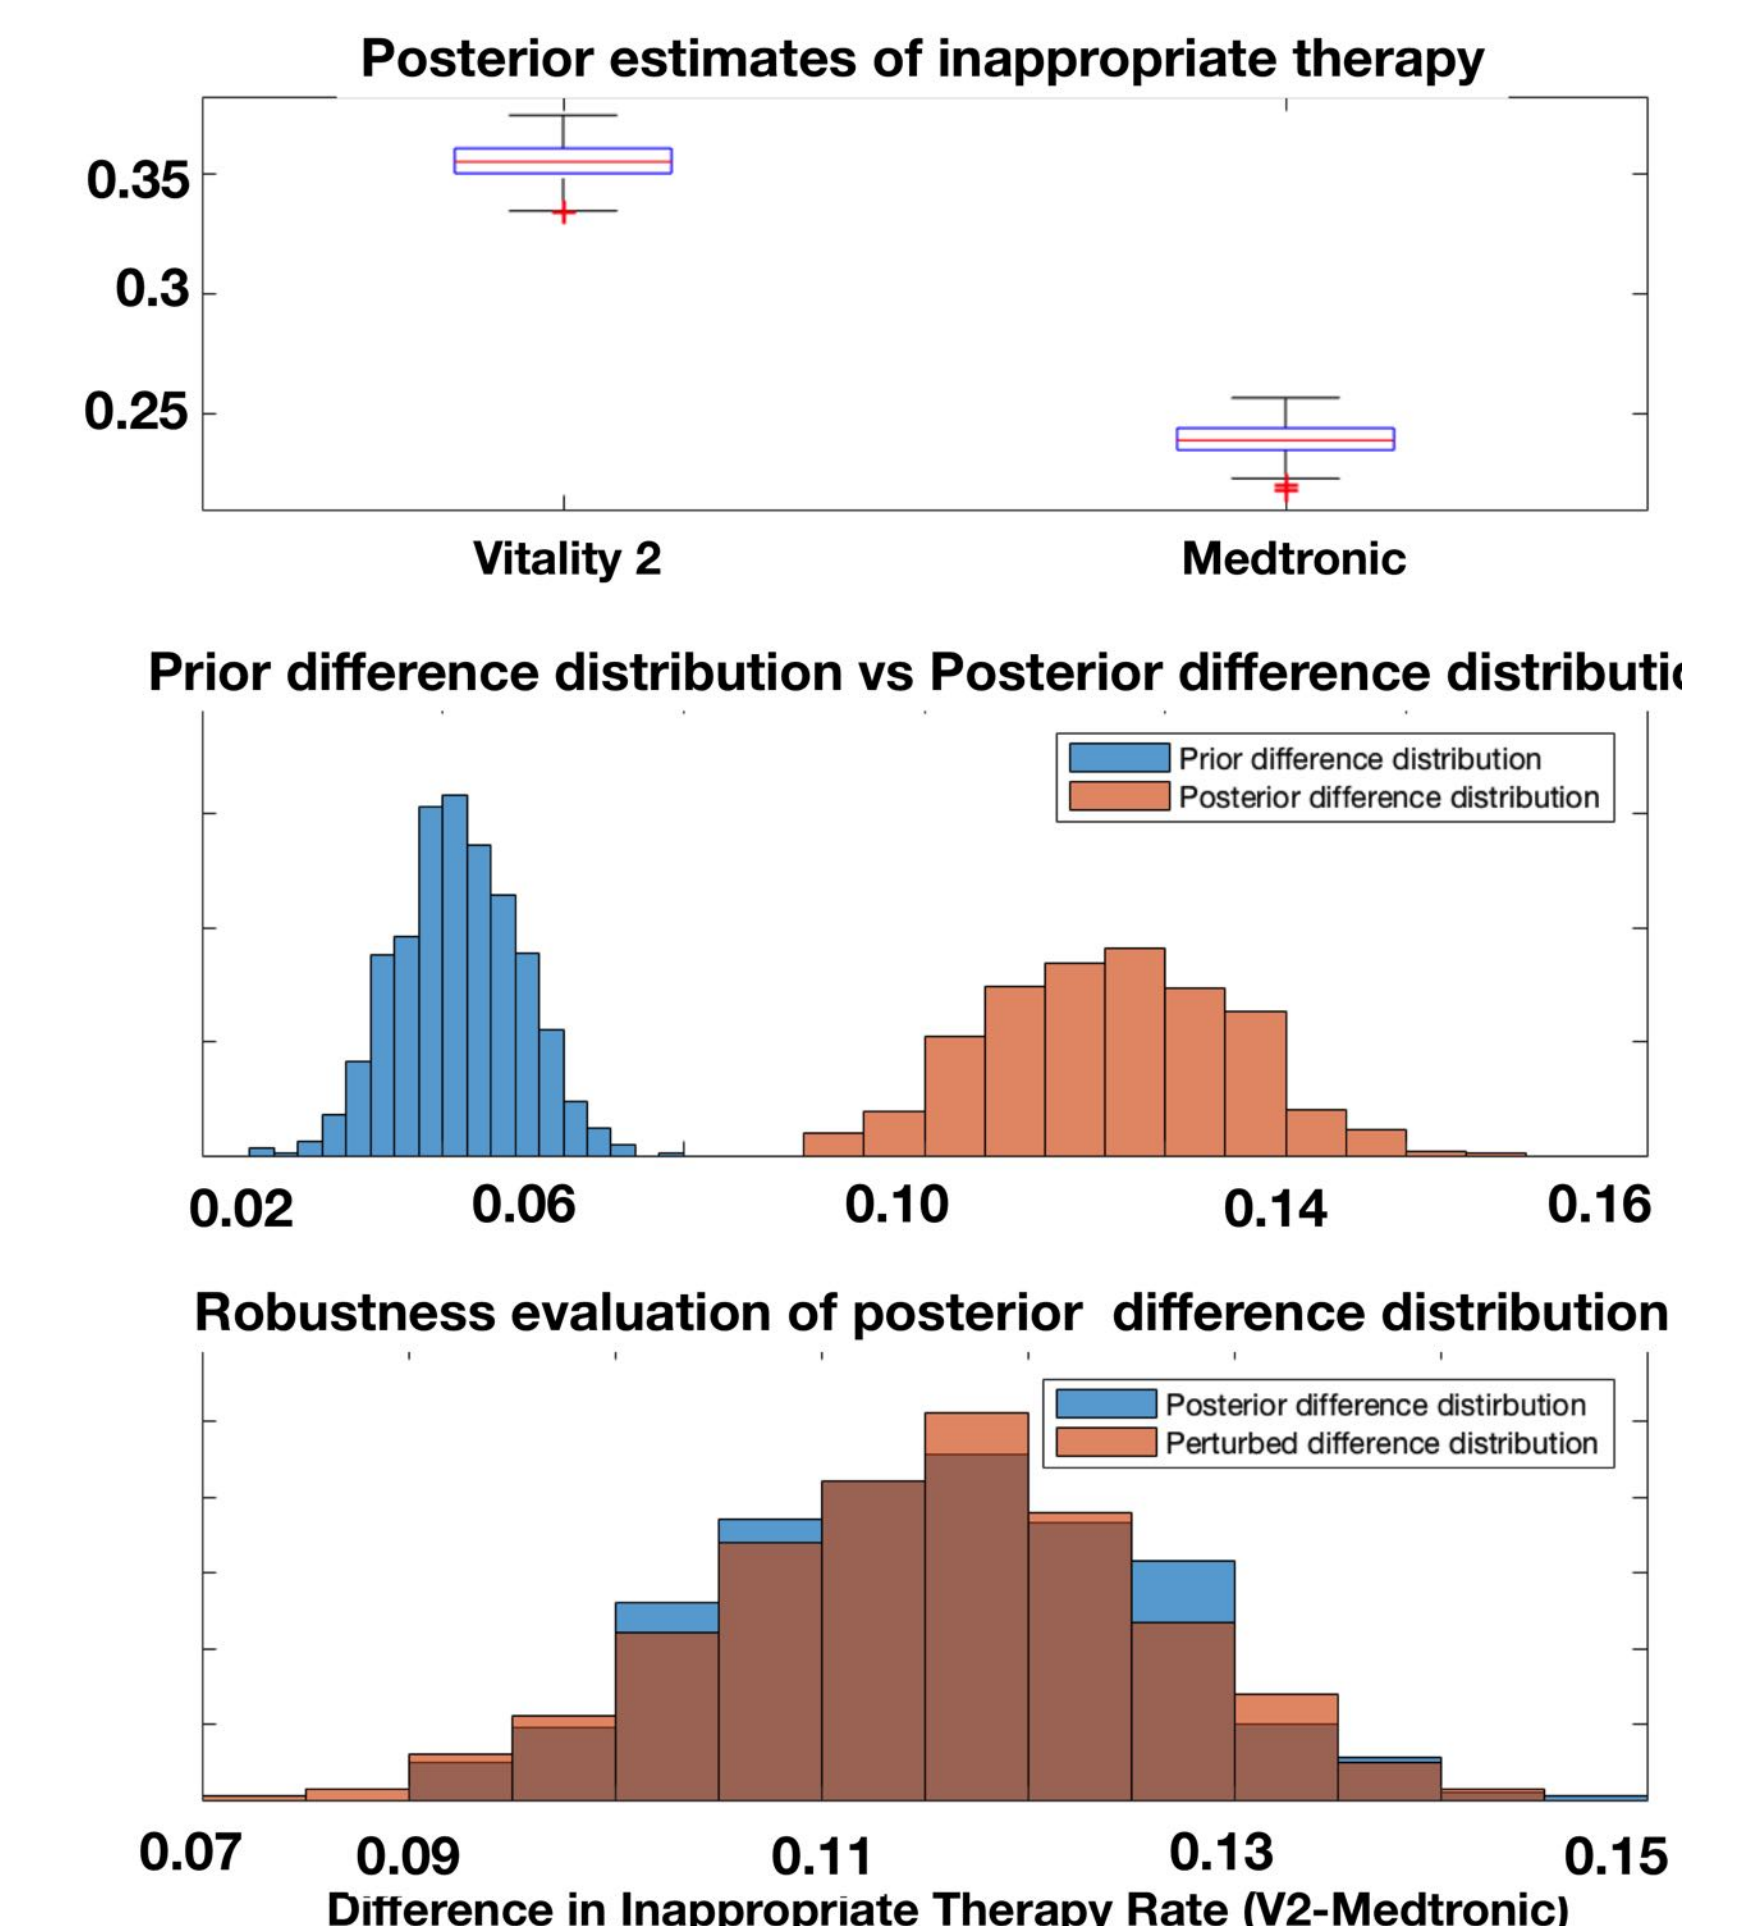 Posterior estimates of inappropriate therapy
0.35
0.3
0.25
Vitality 2 Medtronic
Prior difference distribution vs Posterior difference distributio
Prior difference distribution
Posterior difference distribution
0.02 0.06 0.10 0.14 0.16
Robustness evaluation of posterior difference distribution
Posterior difference distirbution
Perturbed difference distribution
0.07 0.09 0.11 0.13 0.15
Difference in Inappropriate Therapy Rate (V2-Medtronic)